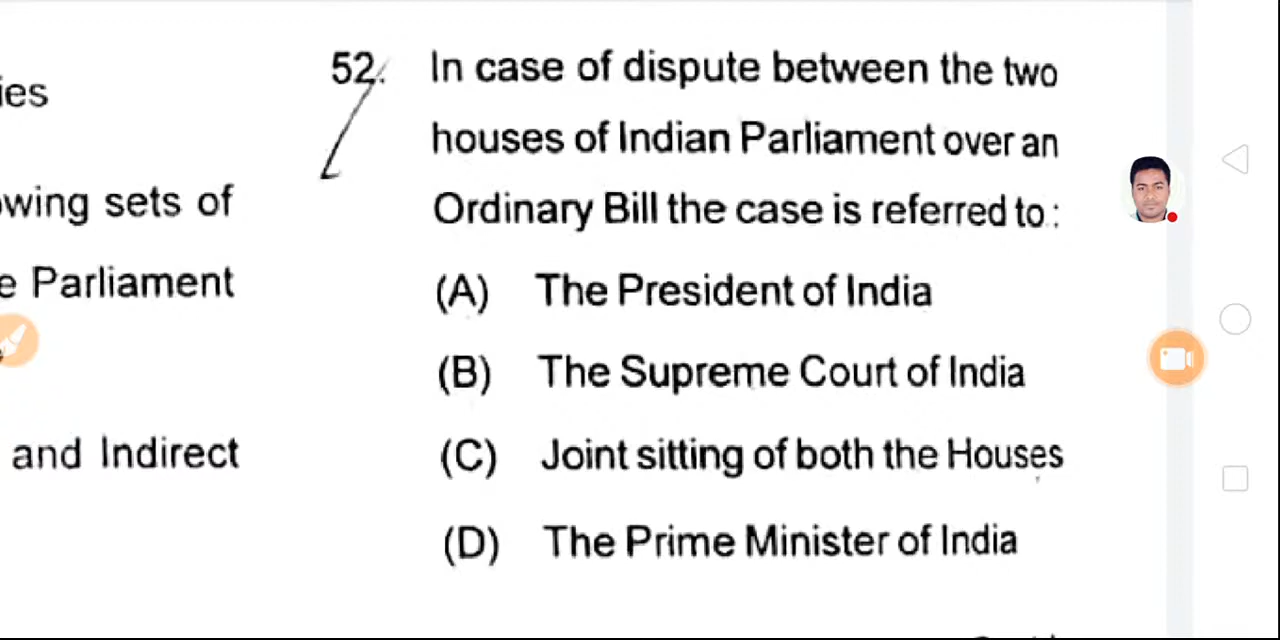 ies
owing sets of
e Parliament
and Indirect
52. In case of dispute between the two
houses of Indian Parliament over an
Ordinary Bill the case is referred to :
(A) The President of India
(B) The Supreme Court of India
(C) Joint sitting of both the Houses
(D) The Prime Minister of India